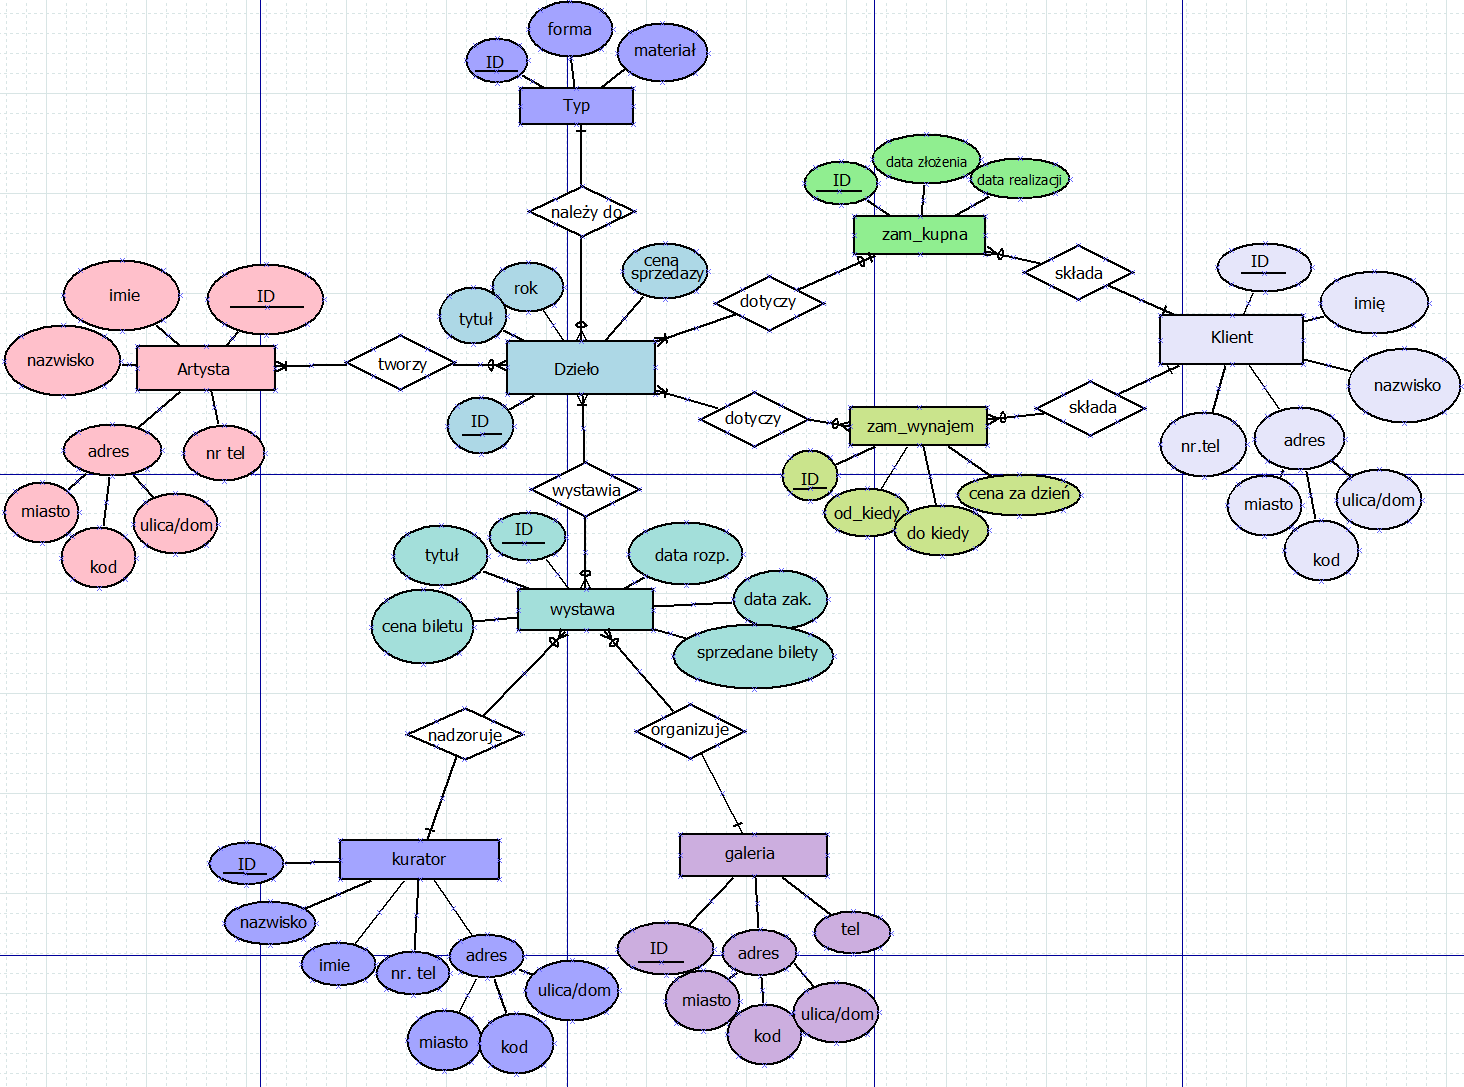 forma
ID
materiał
Typ
data złożenia
ID
data realizacji
należy do
zam_kupna
ID
cena
sprzedaży
składa
imie
ID
rok
dotyczy
imię
tytuł
Klient
nazwisko
Artysta
tworzy
Dzieło
nazwisko
składa
ID
dotyczy
zam_wynajem
nr.tel
adres
adres
nr tel
ID
cena za dzień
wystawia
miasto
ulica/dom
od_kiedy
do kiedy
miasto
ulica/dom
kod
kod
tytuł
ID
data rozp.
wystawa
data zak.
cena biletu
sprzedane bilety
nadzoruje
organizuje
kurator
galeria
ID
nazwisko
imie
nr. tel
adres
ulica/dom
miasto
kod
tel
ID
adres
miasto
ulica/dom
kod